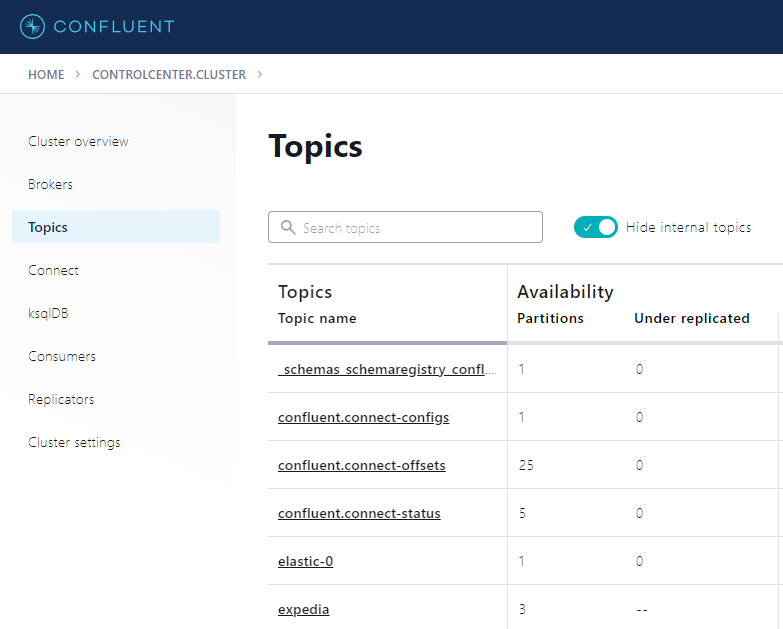 CONFLUENT
HOME > CONTROLCENTER.CLUSTER >
Cluster overview
Brokers
Topics
Connect
ksqlDB
Consumers
Replicators
Cluster settings
Topics
Search topics
Hide internal topics
Topics Availability
Topic name Partitions Under replicated
_schemas_schemaregistry_confl... 1 0
confluent.connect-configs 1 0
confluent.connect-offsets 25 0
confluent.connect-status 5 0
elastic-0 1 0
expedia 3 --